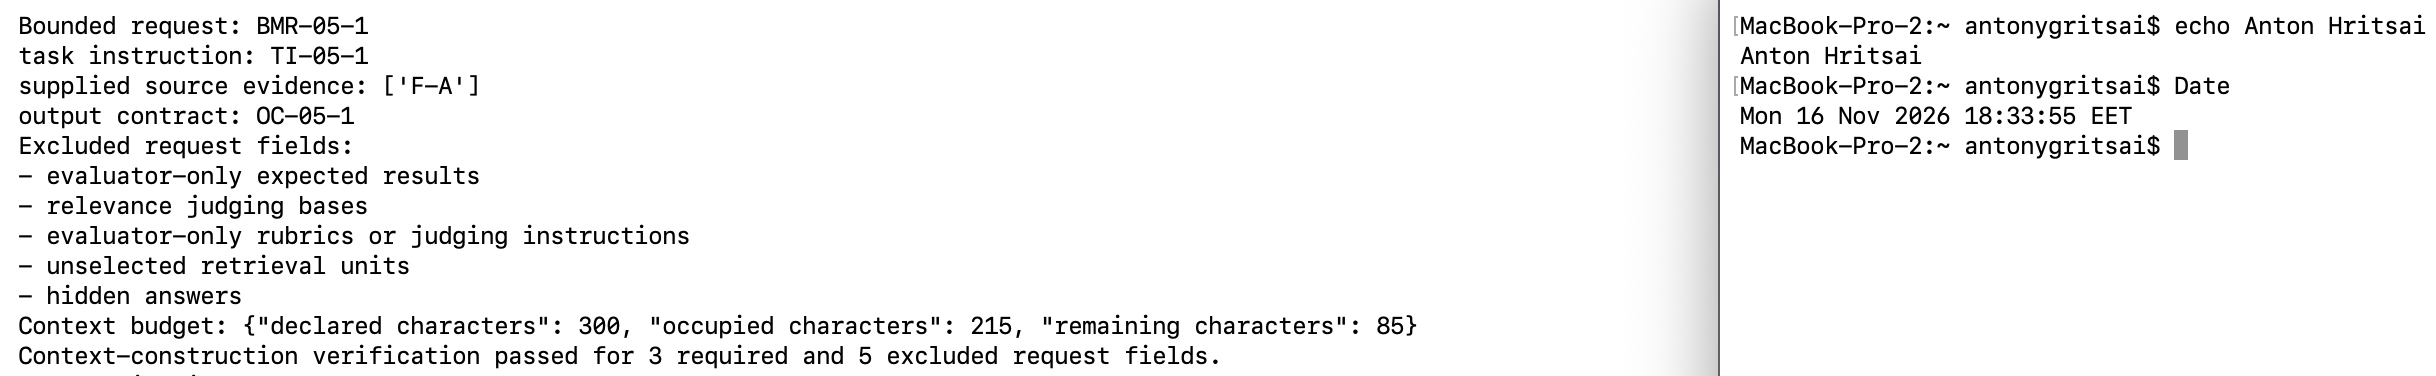 Bounded request: BMR-05-1
task instruction: TI-05-1
supplied source evidence: ['F-A']
output contract: OC-05-1
Excluded request fields:
- evaluator-only expected results
- relevance judging bases
- evaluator-only rubrics or judging instructions
- unselected retrieval units
- hidden answers
Context budget: {"declared characters": 300, "occupied characters": 215, "remaining characters": 85}
Context-construction verification passed for 3 required and 5 excluded request fields.
[MacBook-Pro-2:~ antonygritsai$ echo Anton Hritsai
Anton Hritsai
[MacBook-Pro-2:~ antonygritsai$ Date
Mon 16 Nov 2026 18:33:55 EET
MacBook-Pro-2:~ antonygritsai$